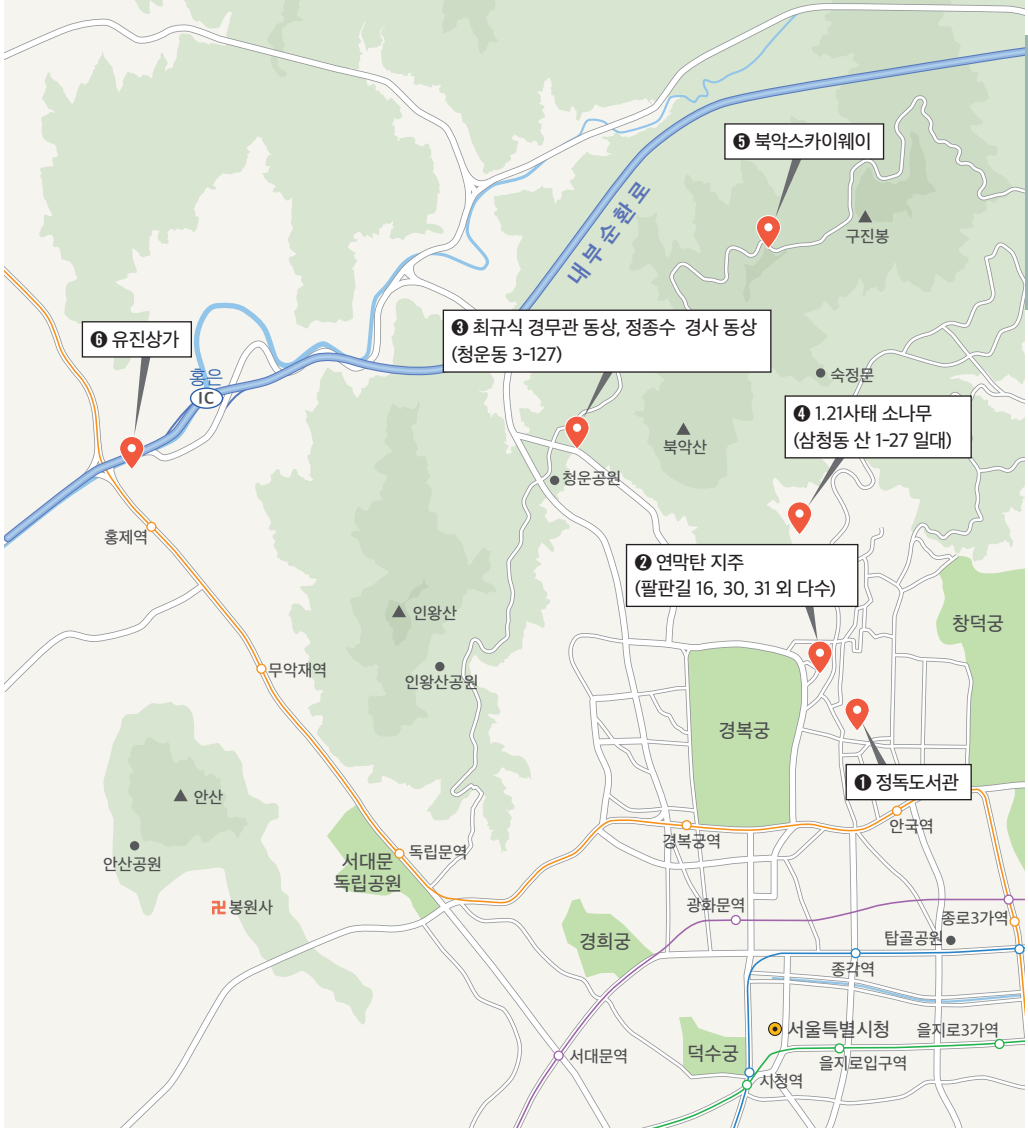 ❺ 북악스카이웨이
구진봉
내부순환로
❻ 유진상가
❸ 최규식 경무관 동상, 정종수 경사 동상
(청운동 3-127)
IC
숙정문
❹ 1.21사태 소나무
(삼청동 산 1-27 일대)
북악산
청운공원
홍제역
❷ 연막탄 지주
(팔판길 16, 30, 31 외 다수)
인왕산
창덕궁
무악재역
인왕산공원
경복궁
❶ 정독도서관
안산
안국역
경복궁역
안산공원
서대문
독립공원
독립문역
卍 봉원사
광화문역
종로3가역
경희궁
탑골공원
종각역
서울특별시청
을지로3가역
서대문역
덕수궁
을지로입구역
시청역